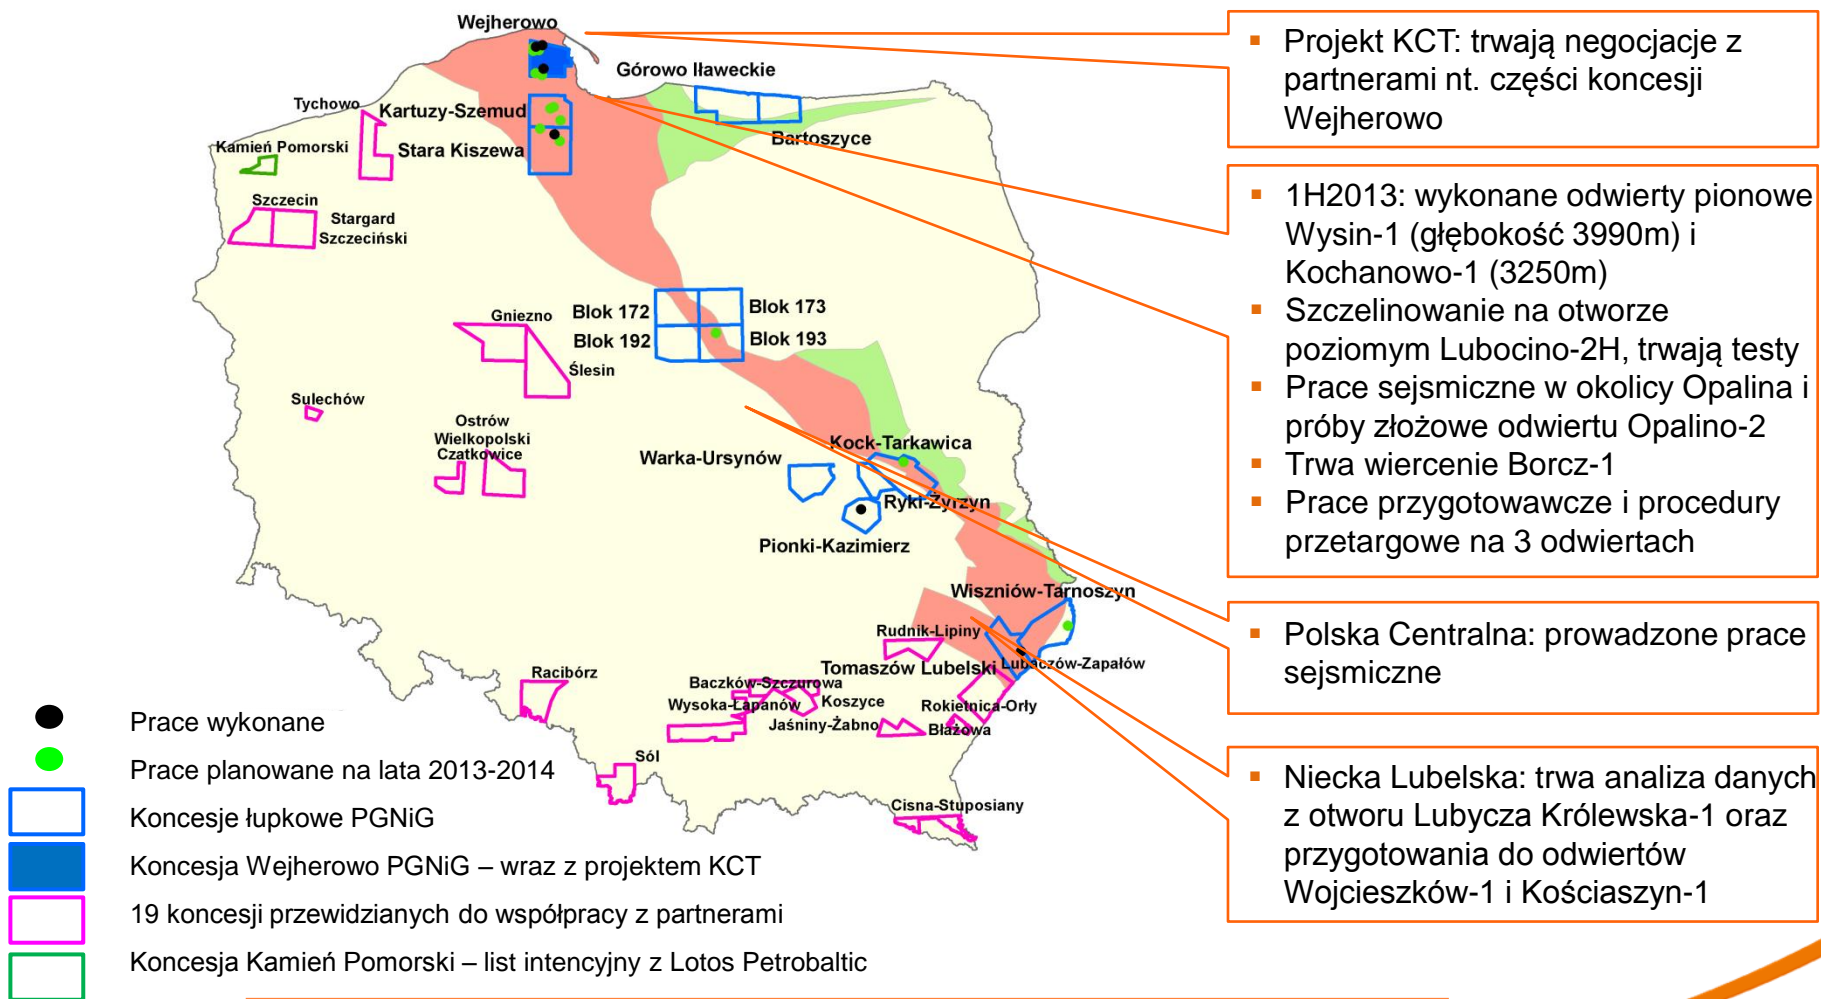 Wejherowo
Górowo Iławeckie
Tychowo
Kartuzy-Szemud
Bartoszyce
Kamień Pomorski
Stara Kiszewa
Szczecin
Stargard
Szczeciński
Blok 172
Blok 173
Gniezno
Blok 192
Blok 193
Ślesin
Sulechów
Ostrów
Wielkopolski
Czatkowice
Kock-Tarkawica
Warka-Ursynów
Ryki-Żyrzyn
Pionki-Kazimierz
Wiszniów-Tarnoszyn
Rudnik-Lipiny
Tomaszów Lubelski
Lubaczów-Zapałów
Racibórz
Baczków-Szczurowa
Wysoka-Łapanów
Koszyce
Rokietnica-Orły
Jaśniny-Żabno
Błażowa
Sól
Cisna-Stuposiany
Prace wykonane
Prace planowane na lata 2013-2014
Koncesje łupkowe PGNiG
Koncesja Wejherowo PGNiG – wraz z projektem KCT
19 koncesji przewidzianych do współpracy z partnerami
Koncesja Kamień Pomorski – list intencyjny z Lotos Petrobaltic
▪ Projekt KCT: trwają negocjacje z
partnerami nt. części koncesji
Wejherowo
▪ 1H2013: wykonane odwierty pionowe
Wysin-1 (głębokość 3990m) i
Kochanowo-1 (3250m)
▪ Szczelinowanie na otworze
poziomym Lubocino-2H, trwają testy
▪ Prace sejsmiczne w okolicy Opalina i
próby złożowe odwiertu Opalino-2
▪ Trwa wiercenie Borcz-1
▪ Prace przygotowawcze i procedury
przetargowe na 3 odwiertach
▪ Polska Centralna: prowadzone prace
sejsmiczne
▪ Niecka Lubelska: trwa analiza danych
z otworu Lubycza Królewska-1 oraz
przygotowania do odwiertów
Wojcieszków-1 i Kościaszyn-1